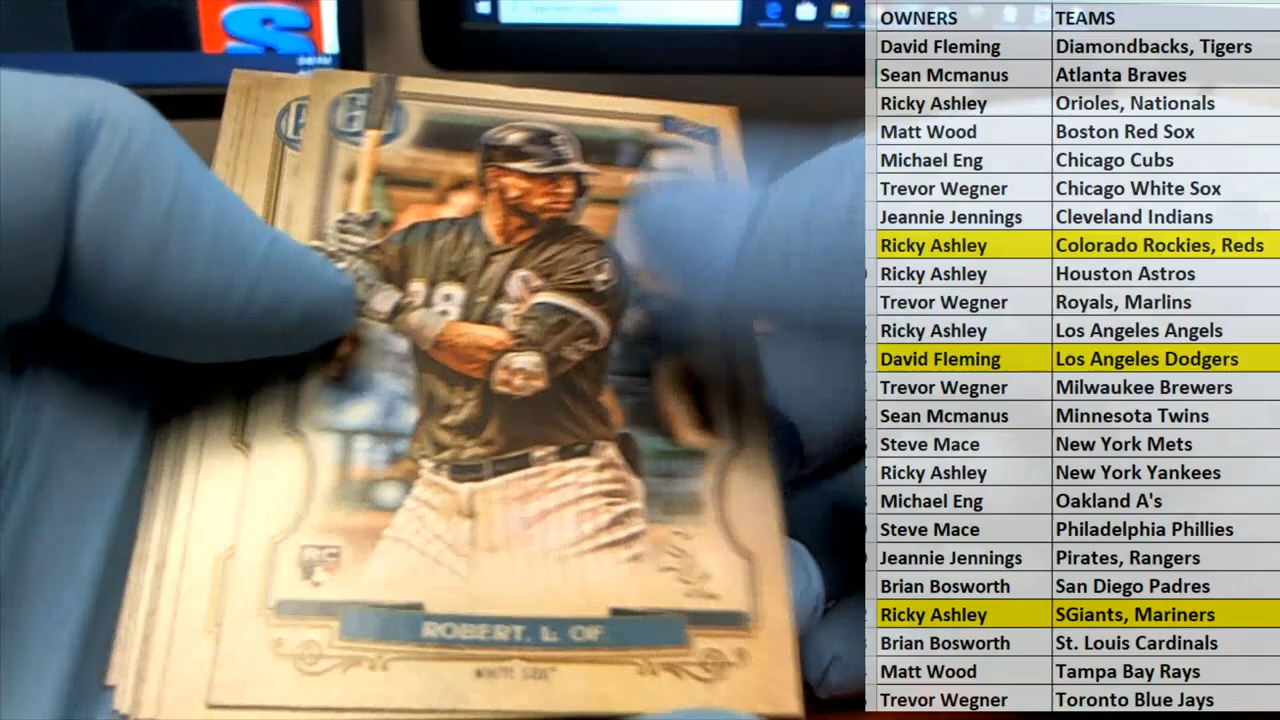 S
OWNERS TEAMS
David Fleming Diamondbacks, Tigers
Sean Mcmanus Atlanta Braves
Ricky Ashley Orioles, Nationals
Matt Wood Boston Red Sox
Michael Eng Chicago Cubs
Trevor Wegner Chicago White Sox
Jeannie Jennings Cleveland Indians
Ricky Ashley Colorado Rockies, Reds
Ricky Ashley Houston Astros
Trevor Wegner Royals, Marlins
Ricky Ashley Los Angeles Angels
David Fleming Los Angeles Dodgers
Trevor Wegner Milwaukee Brewers
Sean Mcmanus Minnesota Twins
Steve Mace New York Mets
Ricky Ashley New York Yankees
Michael Eng Oakland A's
Steve Mace Philadelphia Phillies
Jeannie Jennings Pirates, Rangers
Brian Bosworth San Diego Padres
Ricky Ashley SGiants, Mariners
Brian Bosworth St. Louis Cardinals
Matt Wood Tampa Bay Rays
Trevor Wegner Toronto Blue Jays
GQ
RC
ROBERT, L. OF
WHITE SOX